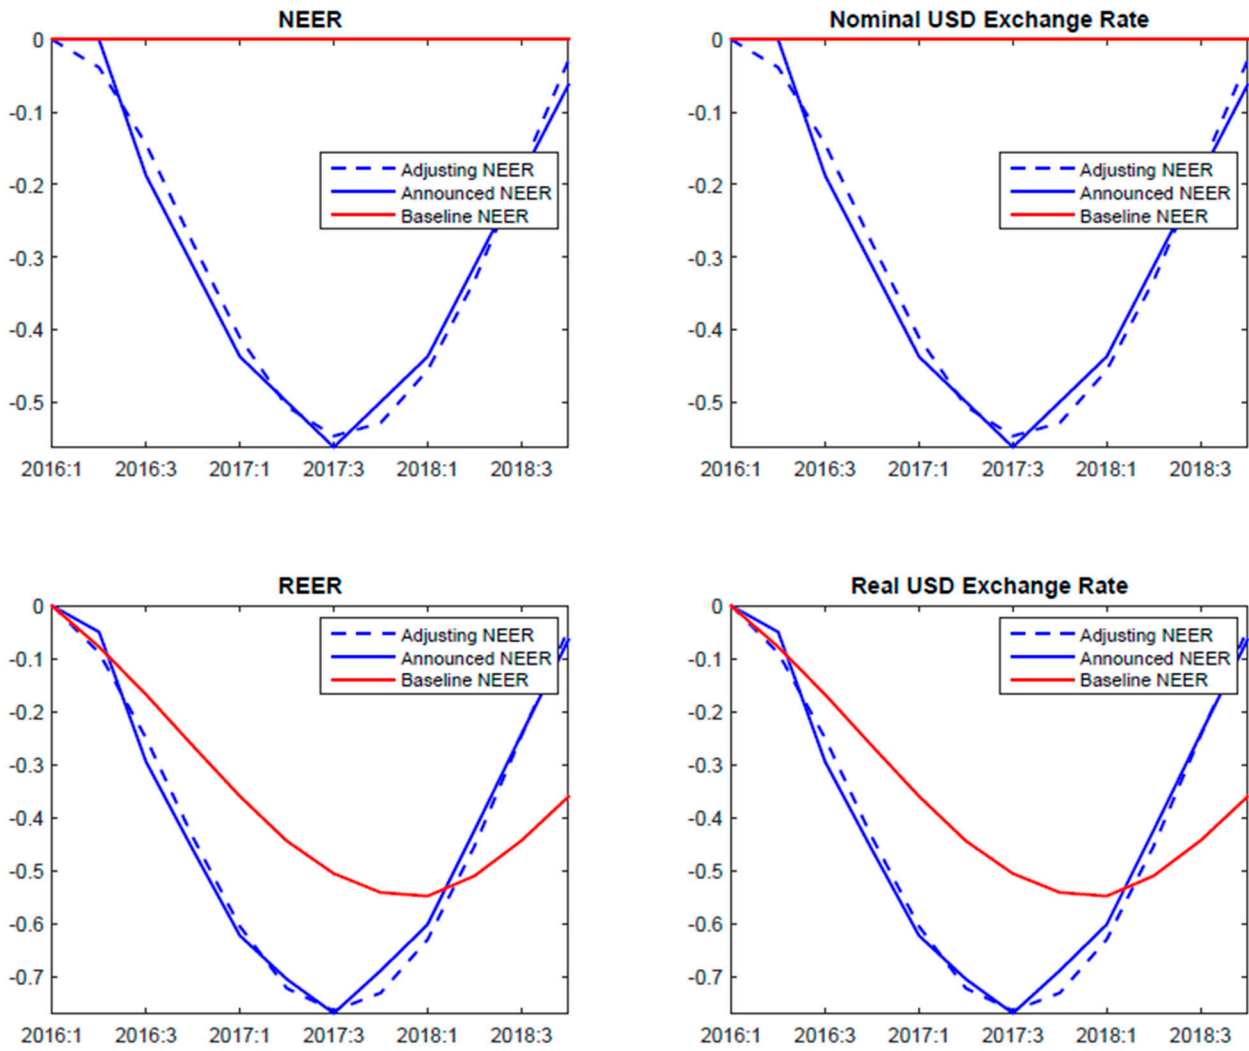 NEER
0
-0.1
-0.2
-0.3
-0.4
-0.5
Adjusting NEER
Announced NEER
Baseline NEER
2016:1 2016:3 2017:1 2017:3 2018:1 2018:3
Nominal USD Exchange Rate
0
-0.1
-0.2
-0.3
-0.4
-0.5
Adjusting NEER
Announced NEER
Baseline NEER
2016:1 2016:3 2017:1 2017:3 2018:1 2018:3
REER
0
-0.1
-0.2
-0.3
-0.4
-0.5
-0.6
-0.7
Adjusting NEER
Announced NEER
Baseline NEER
2016:1 2016:3 2017:1 2017:3 2018:1 2018:3
Real USD Exchange Rate
0
-0.1
-0.2
-0.3
-0.4
-0.5
-0.6
-0.7
Adjusting NEER
Announced NEER
Baseline NEER
2016:1 2016:3 2017:1 2017:3 2018:1 2018:3